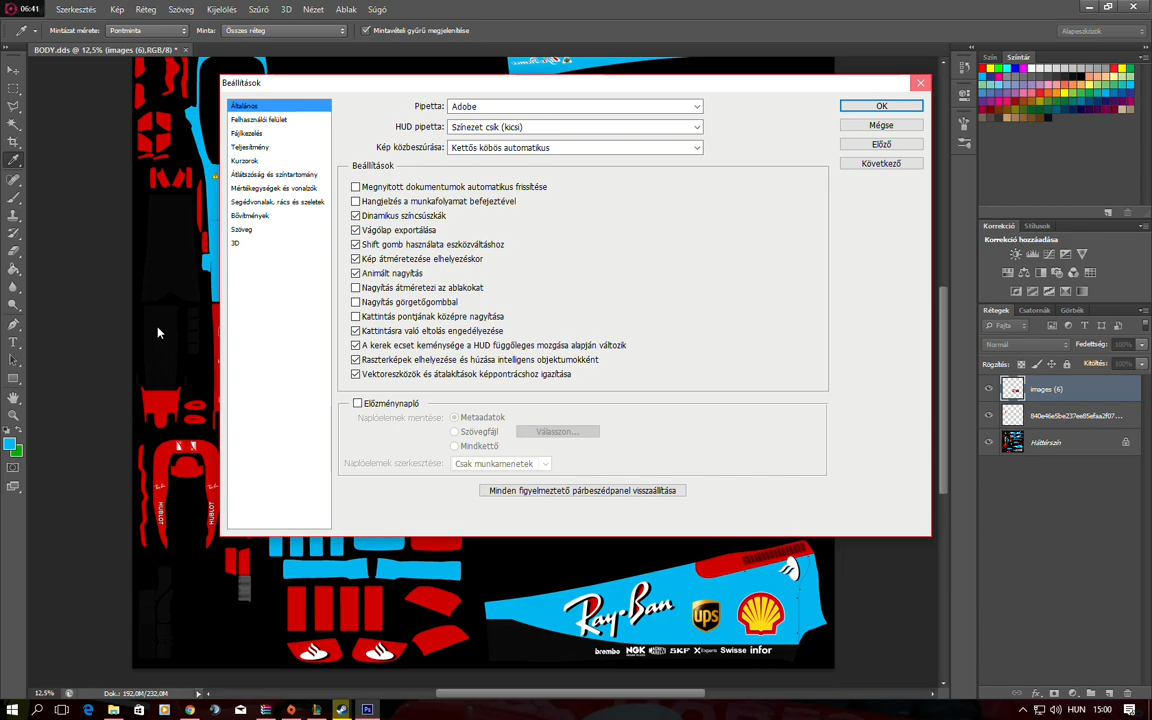 06:41
Szerkesztés Kép Réteg Szöveg Kijelölés Szűrő 3D Nézet Ablak Súgó
Mintázat mérete: Pontminta Minta: Összes réteg Mintavételi gyűrű megjelenítése Alapeszközök
BODY.dds @ 12,5% (images (6),RGB/8) * ×
Szín Színtár
Beállítások
Általános
Felhasználói felület
Fájlkezelés
Teljesítmény
Kurzorok
Átlátszóság és színtartomány
Mértékegységek és vonalzók
Segédvonalak, rács és szeletek
Bővítmények
Szöveg
3D
Pipetta: Adobe
HUD pipetta: Színezet csík (kicsi)
Kép közbeszúrása: Kettős köbös automatikus
OK
Mégse
Előző
Következő
Beállítások
Megnyitott dokumentumok automatikus frissítése
Hangjelzés a munkafolyamat befejeztével
Dinamikus színcsúszkák
Vágólap exportálása
Shift gomb használata eszközváltáshoz
Kép átméretezése elhelyezéskor
Animált nagyítás
Nagyítás átméretezi az ablakokat
Nagyítás görgetőgombbal
Kattintás pontjának középre nagyítása
Kattintásra való eltolás engedélyezése
A kerek ecset keménysége a HUD függőleges mozgása alapján változik
Raszterképek elhelyezése és húzása intelligens objektumokként
Vektoreszközök és átalakítások képpontrácshoz igazítása
Előzménynapló
Naplóelemek mentése: Metaadatok
Szövegfájl Válasszon...
Mindkettő
Naplóelemek szerkesztése: Csak munkamenetek
Minden figyelmeztető párbeszédpanel visszaállítása
Korrekció Stílusok
Korrekció hozzáadása
Rétegek Csatornák Görbék
Fajta
Normál Fedettség: 100%
Rögzítés: Kitöltés: 100%
images (6)
840e46e5be237ee85efaa2f07...
Háttérszín
HUBLOT
HUBLOT
Ray-Ban
ups
brembo NGK SKF Experis Swisse infor
12,5% Dok.: 192,0M/232,0M
HUN 15:00